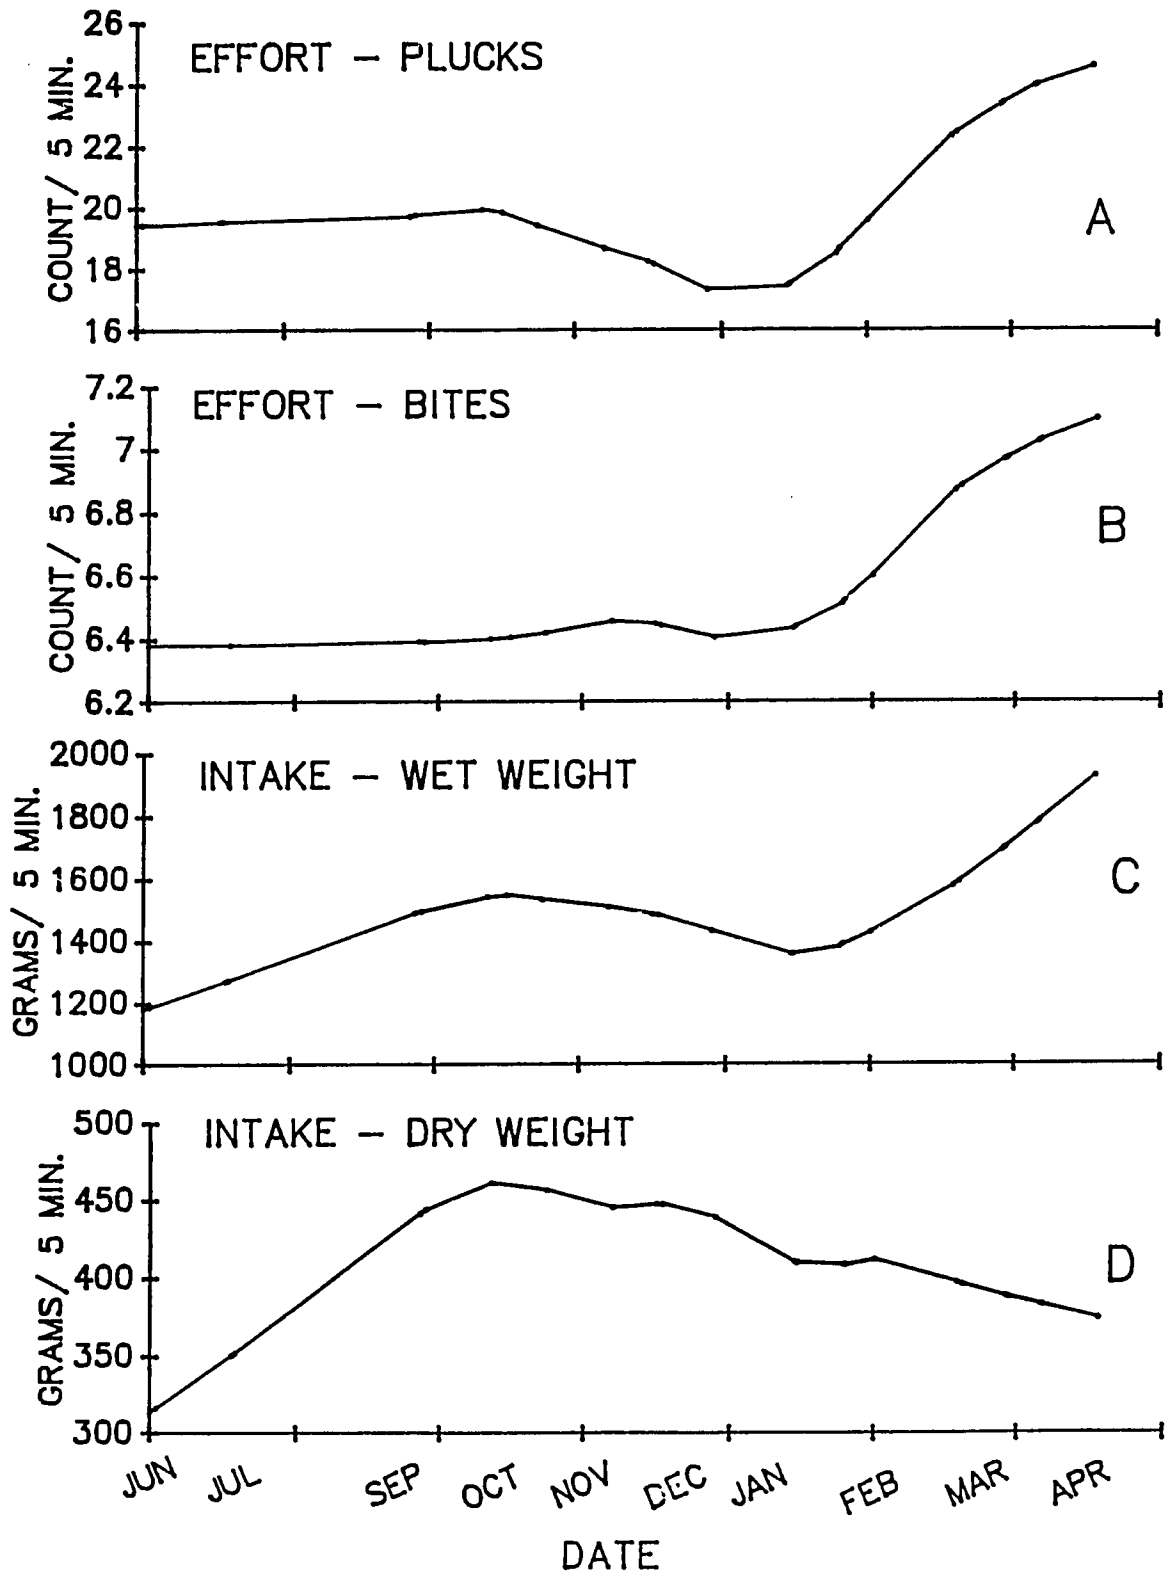 EFFORT – PLUCKS
COUNT/ 5 MIN.
26
24
22
20
18
16
A
EFFORT – BITES
COUNT/ 5 MIN.
7.2
7
6.8
6.6
6.4
6.2
B
INTAKE – WET WEIGHT
GRAMS/ 5 MIN.
2000
1800
1600
1400
1200
1000
C
INTAKE – DRY WEIGHT
GRAMS/ 5 MIN.
500
450
400
350
300
D
JUN JUL SEP OCT NOV DEC JAN FEB MAR APR
DATE